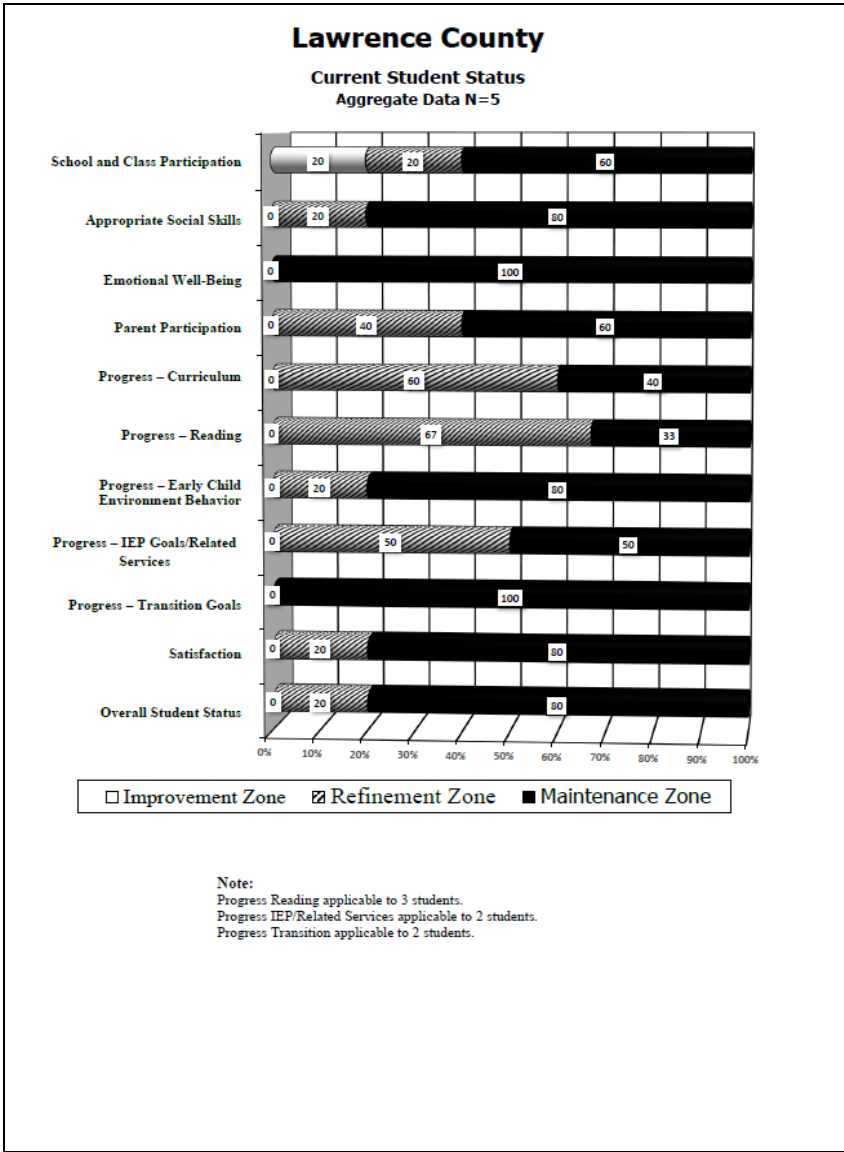 Lawrence County
Current Student Status
Aggregate Data N=5
School and Class Participation
20 20 60
Appropriate Social Skills
0 20 80
Emotional Well-Being
0 100
Parent Participation
0 40 60
Progress – Curriculum
0 60 40
Progress – Reading
0 67 33
Progress – Early Child
Environment Behavior
0 20 80
Progress – IEP Goals/Related
Services
0 50 50
Progress – Transition Goals
0 100
Satisfaction
0 20 80
Overall Student Status
0 20 80
0% 10% 20% 30% 40% 50% 60% 70% 80% 90% 100%
Improvement Zone Refinement Zone Maintenance Zone
Note:
Progress Reading applicable to 3 students.
Progress IEP/Related Services applicable to 2 students.
Progress Transition applicable to 2 students.